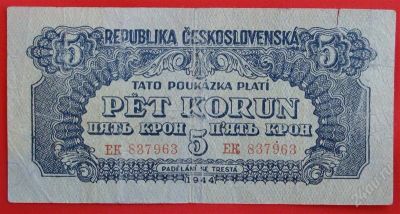 REPUBLIKA ČESKOSLOVENSKÁ
5 5
TATO POUKÁZKA PLATÍ
PĚT KORUN
ПЯТЬ КРОН 5 П'ЯТЬ КРОН
EK 837963 EK 837963
PADĚLÁNÍ SE TRESTÁ
1944